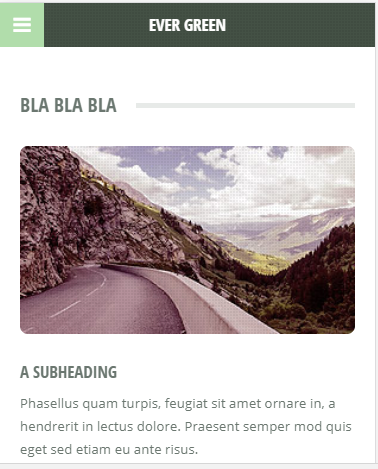 EVER GREEN
BLA BLA BLA
A SUBHEADING
Phasellus quam turpis, feugiat sit amet ornare in, a
hendrerit in lectus dolore. Praesent semper mod quis
eget sed etiam eu ante risus.